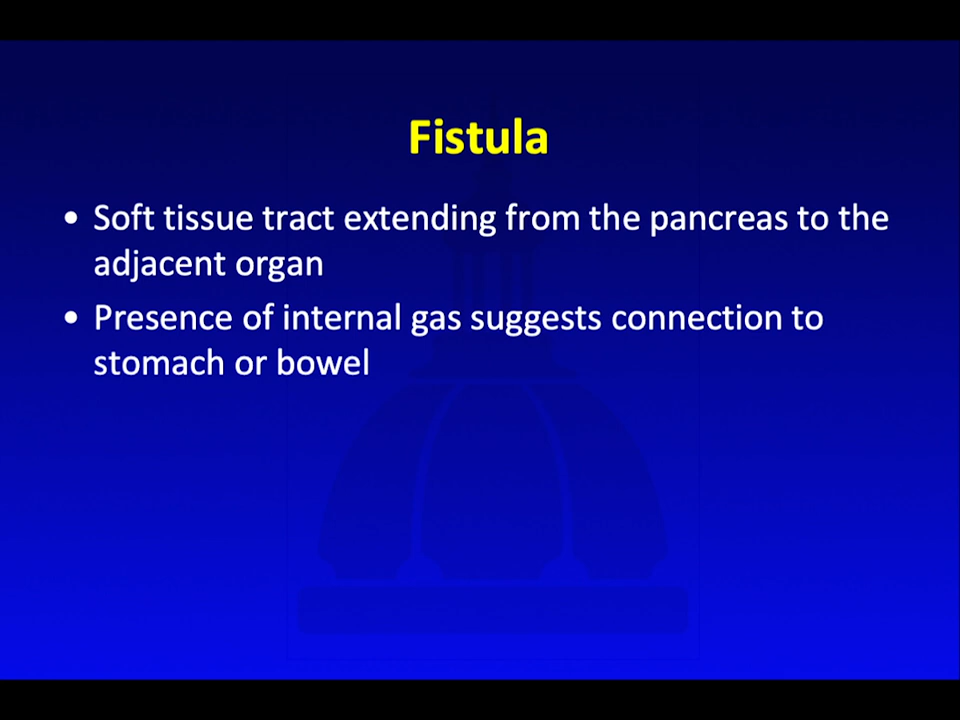 Fistula
• Soft tissue tract extending from the pancreas to the
adjacent organ
• Presence of internal gas suggests connection to
stomach or bowel